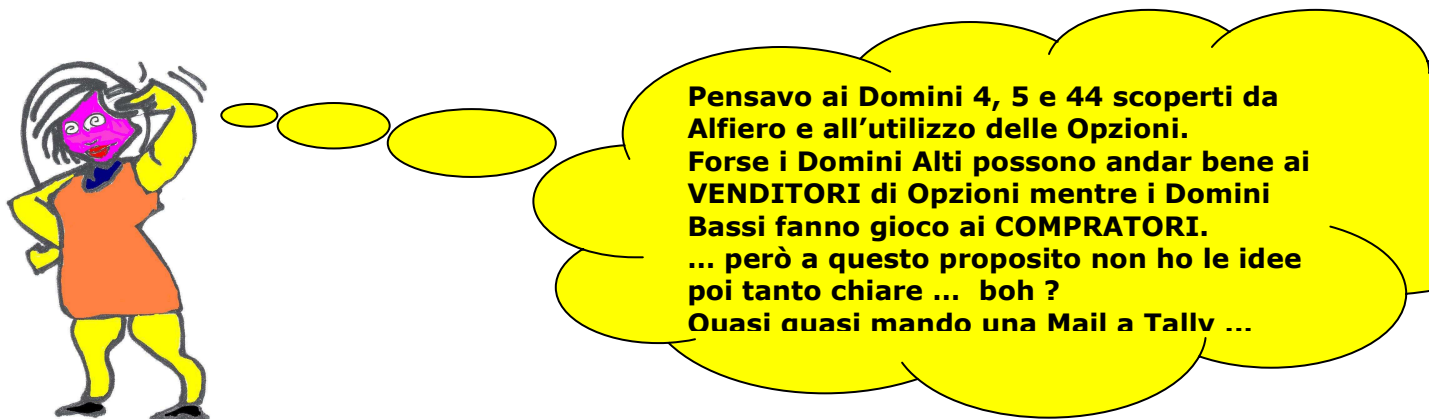 Pensavo ai Domini 4, 5 e 44 scoperti da
Alfiero e all’utilizzo delle Opzioni.
Forse i Domini Alti possono andar bene ai
VENDITORI di Opzioni mentre i Domini
Bassi fanno gioco ai COMPRATORI.
... però a questo proposito non ho le idee
poi tanto chiare ... boh ?
Quasi quasi mando una Mail a Tally ...